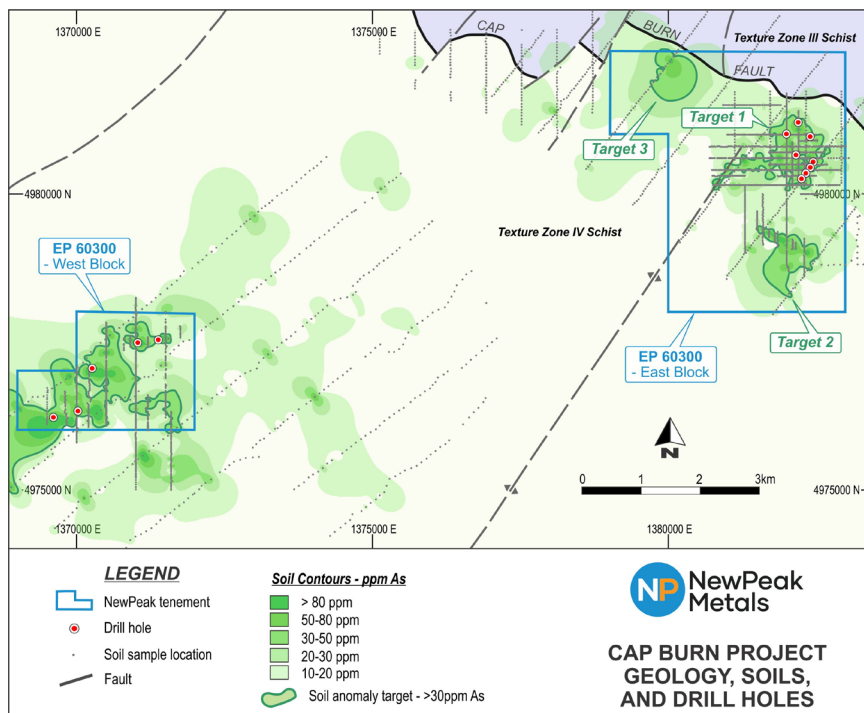 1370000 E
1375000 E
CAP
BURN
FAULT
Texture Zone III Schist
Target 1
Target 3
4980000 N
4980000 N
Texture Zone IV Schist
EP 60300
- West Block
Target 2
EP 60300
- East Block
N
0 1 2 3km
4975000 N
4975000 N
1370000 E
1375000 E
1380000 E
LEGEND
NewPeak tenement
Drill hole
Soil sample location
Fault
Soil Contours - ppm As
> 80 ppm
50-80 ppm
30-50 ppm
20-30 ppm
10-20 ppm
Soil anomaly target - >30ppm As
NP NewPeak
Metals
CAP BURN PROJECT
GEOLOGY, SOILS,
AND DRILL HOLES